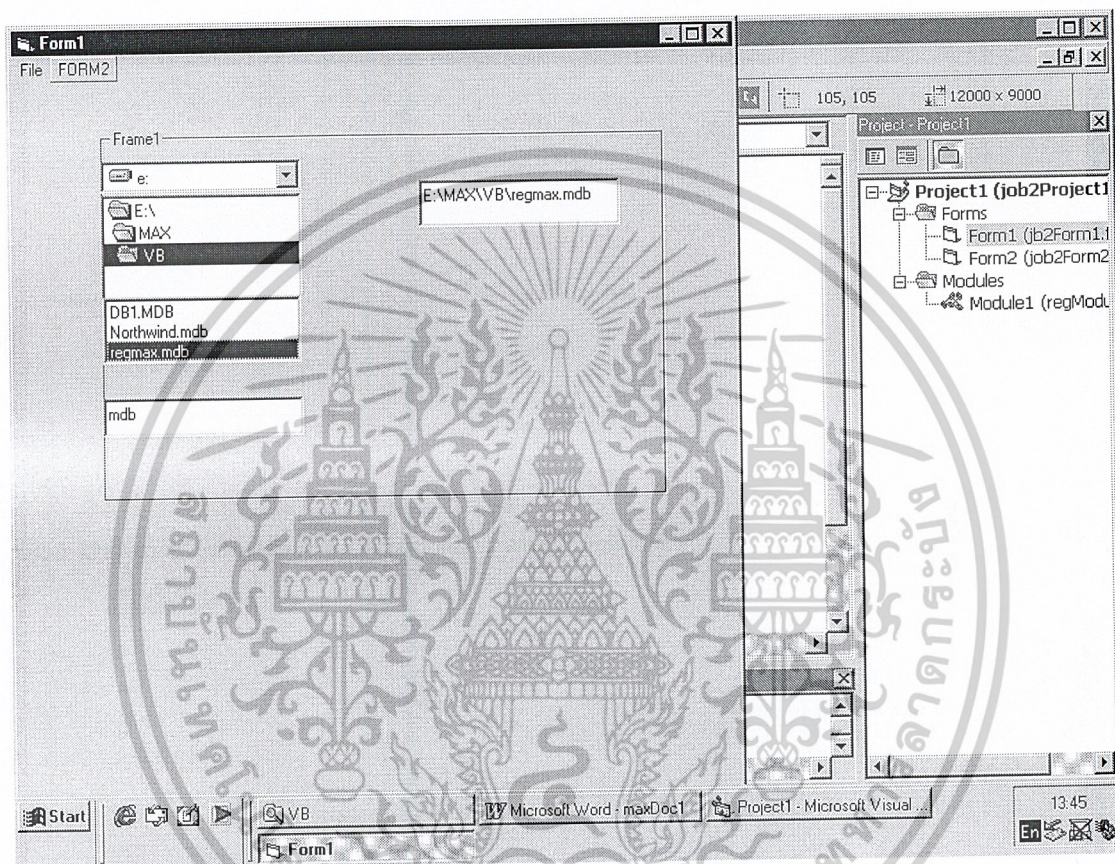 Form1
File FORM2
105, 105
12000 x 9000
Project - Project1
Frame1
e:
E:\
MAX
VB
E:\MAX\VB\regmax.mdb
DB1.MDB
Northwind.mdb
regmax.mdb
mdb
Project1 (job2Project1
Forms
Form1 (jb2Form1.f
Form2 (job2Form2
Modules
Module1 (regModu
Start
VB
Microsoft Word - maxDoc1
Project1 - Microsoft Visual ...
13:45
Form1
En